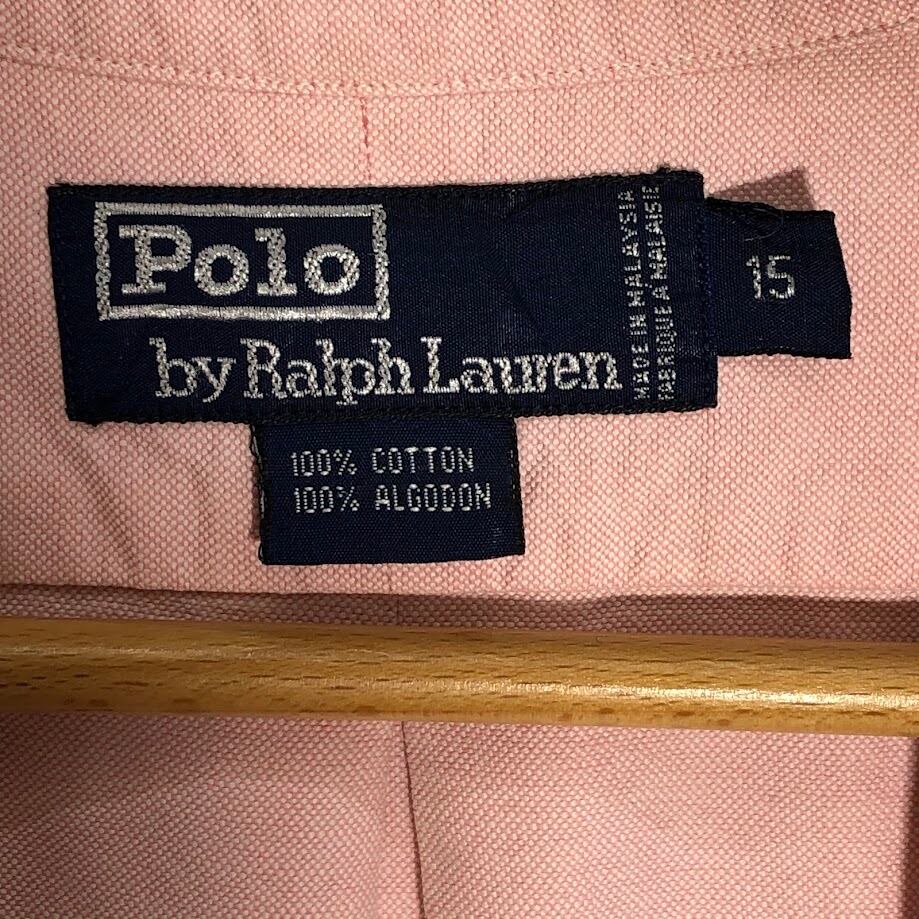 Polo
by Ralph Lauren
MADE IN MALAYSIA
FABRIQUE A MALAISIE
15
100% COTTON
100% ALGODON